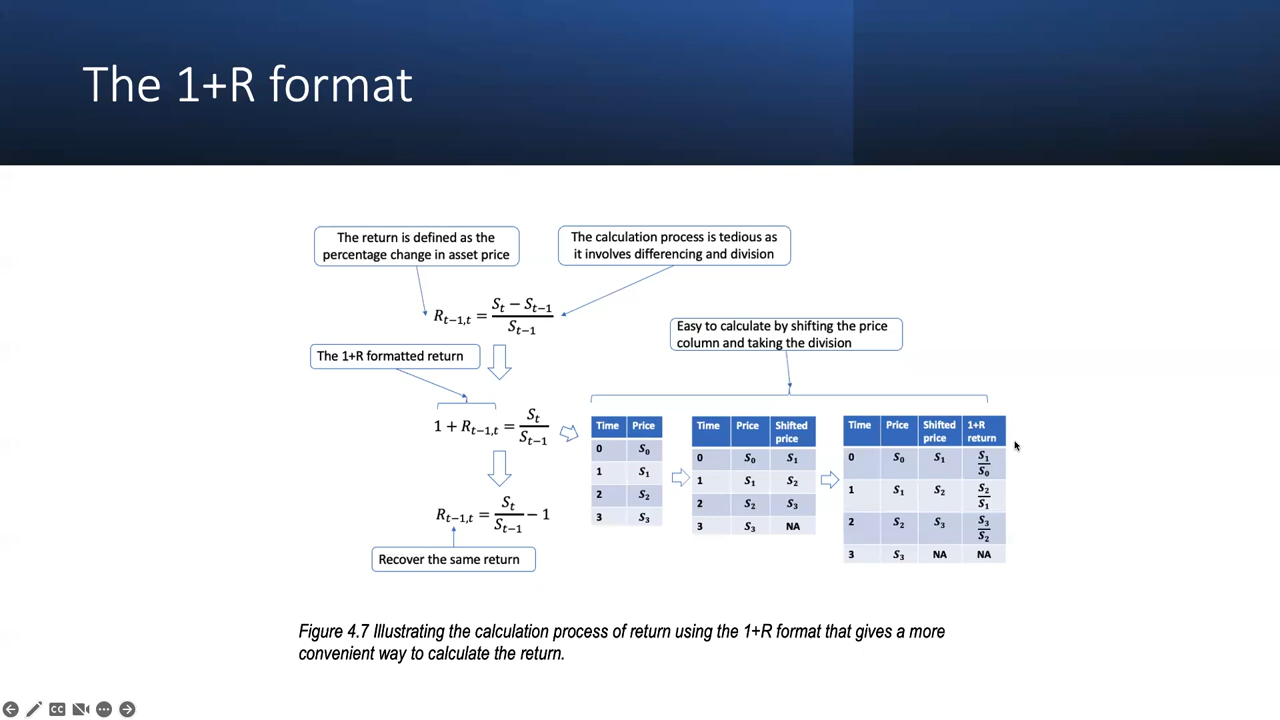 The 1+R format
The return is defined as the
percentage change in asset price
The calculation process is tedious as
it involves differencing and division
R_{t−1,t} = \frac{S_t − S_{t−1}}{S_{t−1}}
Easy to calculate by shifting the price
column and taking the division
The 1+R formatted return
1 + R_{t−1,t} = \frac{S_t}{S_{t−1}}
R_{t−1,t} = \frac{S_t}{S_{t−1}} − 1
Recover the same return
Time Price
0 S_0
1 S_1
2 S_2
3 S_3
Time Price Shifted price
0 S_0 S_1
1 S_1 S_2
2 S_2 S_3
3 S_3 NA
Time Price Shifted price 1+R return
0 S_0 S_1 \frac{S_1}{S_0}
1 S_1 S_2 \frac{S_2}{S_1}
2 S_2 S_3 \frac{S_3}{S_2}
3 S_3 NA NA
Figure 4.7 Illustrating the calculation process of return using the 1+R format that gives a more
convenient way to calculate the return.
CC